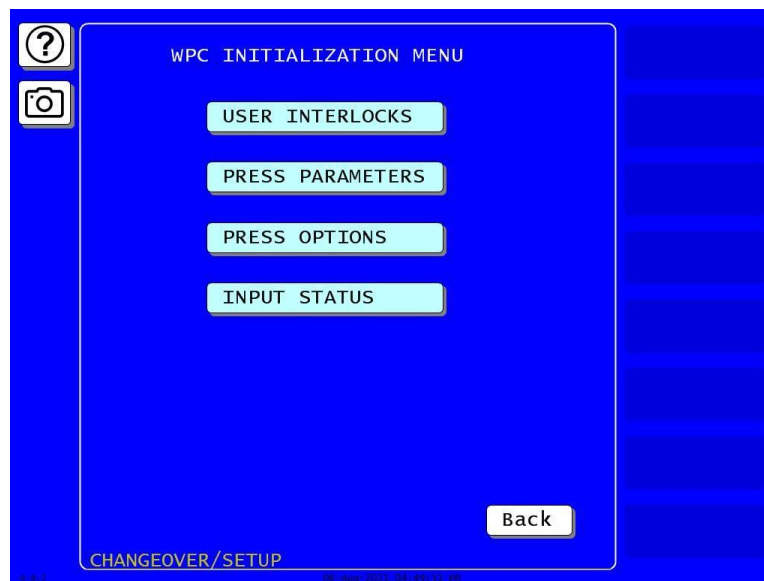 ?
WPC INITIALIZATION MENU
USER INTERLOCKS
PRESS PARAMETERS
PRESS OPTIONS
INPUT STATUS
Back
CHANGEOVER/SETUP